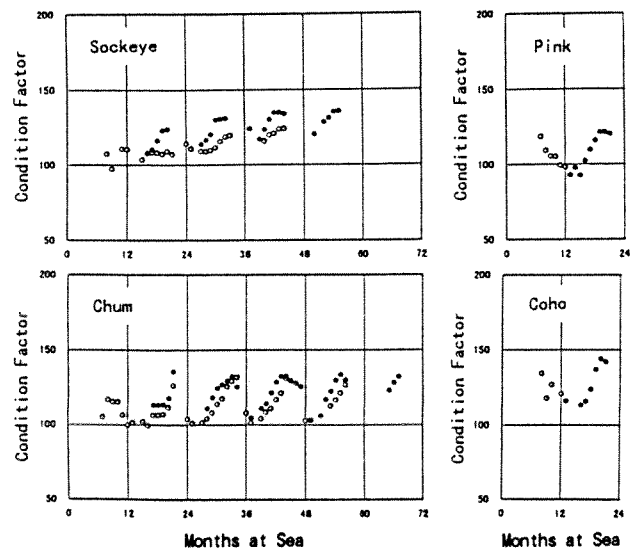 200
150
100
50
Condition Factor
Sockeye
0 12 24 36 48 60 72
200
150
100
50
Condition Factor
Pink
0 12 24
200
150
100
50
Condition Factor
Chum
0 12 24 36 48 60 72
Months at Sea
200
150
100
50
Condition Factor
Coho
0 12 24
Months at Sea